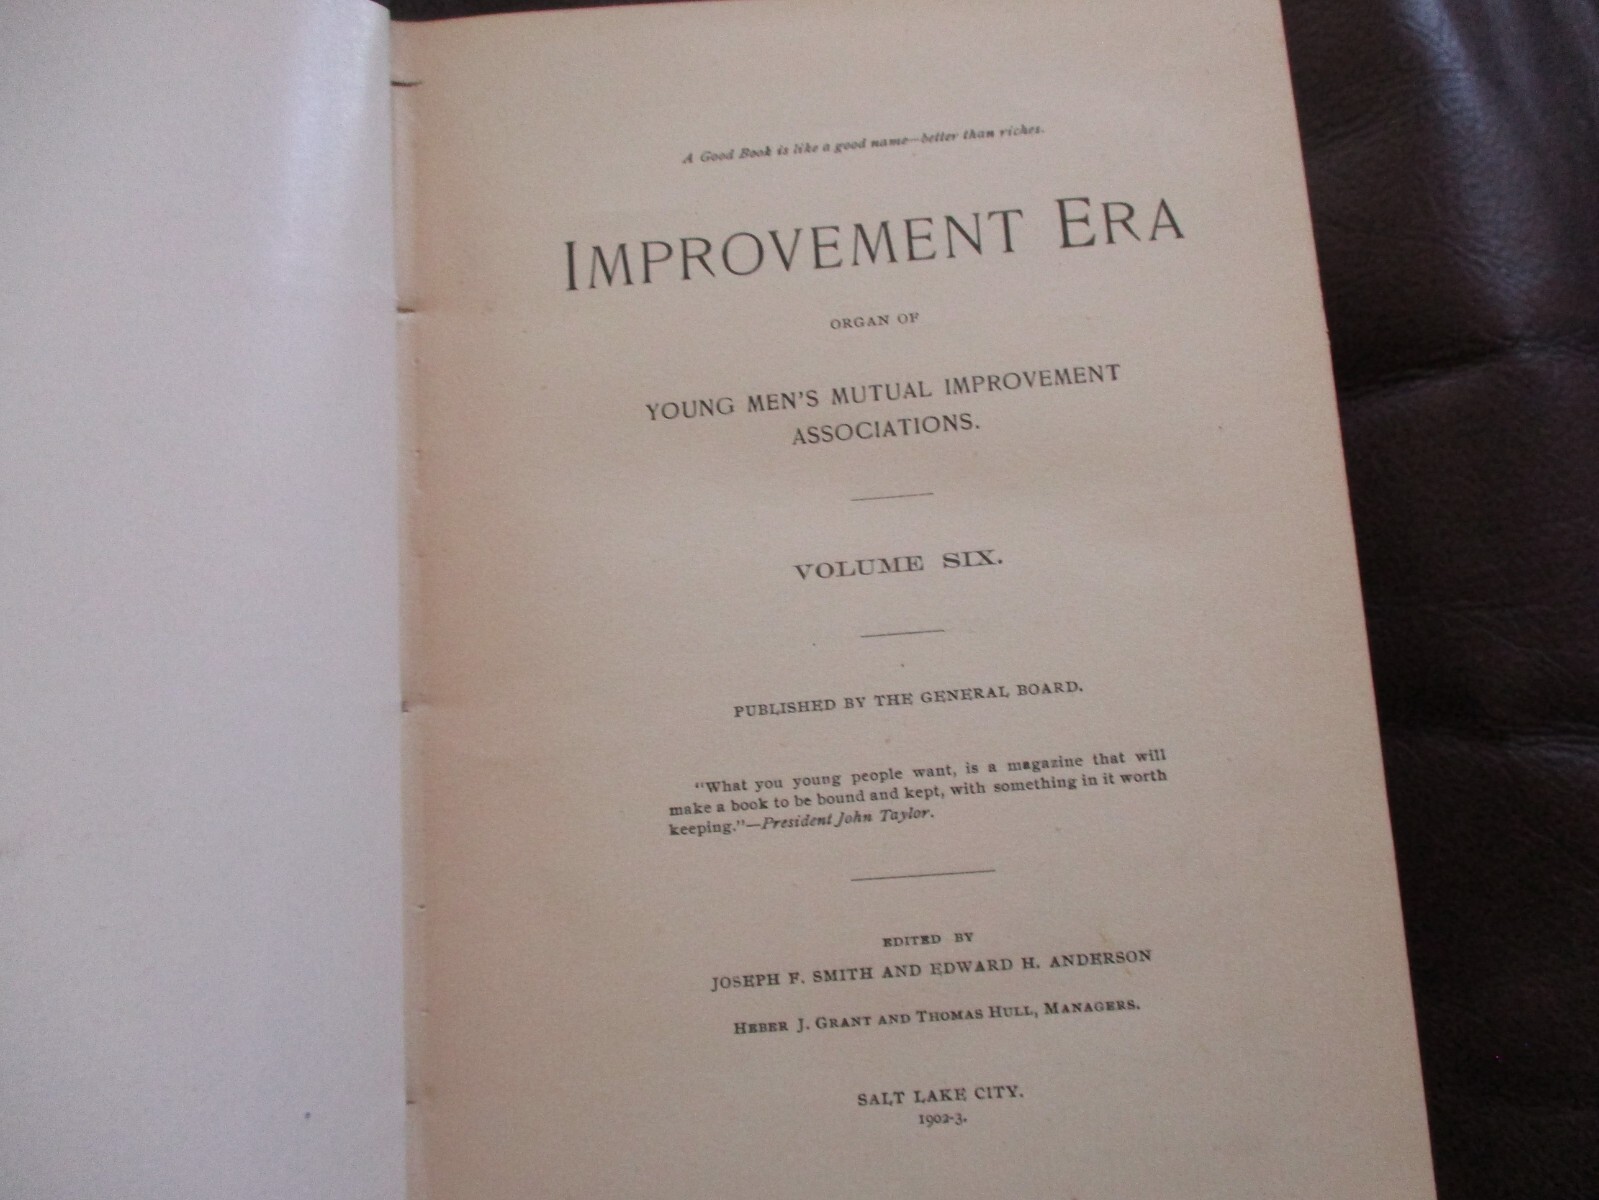 A Good Book is like a good name—better than riches.
IMPROVEMENT ERA
ORGAN OF
YOUNG MEN'S MUTUAL IMPROVEMENT
ASSOCIATIONS.
VOLUME SIX.
PUBLISHED BY THE GENERAL BOARD.
"What you young people want, is a magazine that will
make a book to be bound and kept, with something in it worth
keeping."—President John Taylor.
EDITED BY
JOSEPH F. SMITH AND EDWARD H. ANDERSON
HEBER J. GRANT AND THOMAS HULL, MANAGERS.
SALT LAKE CITY.
1902-3.